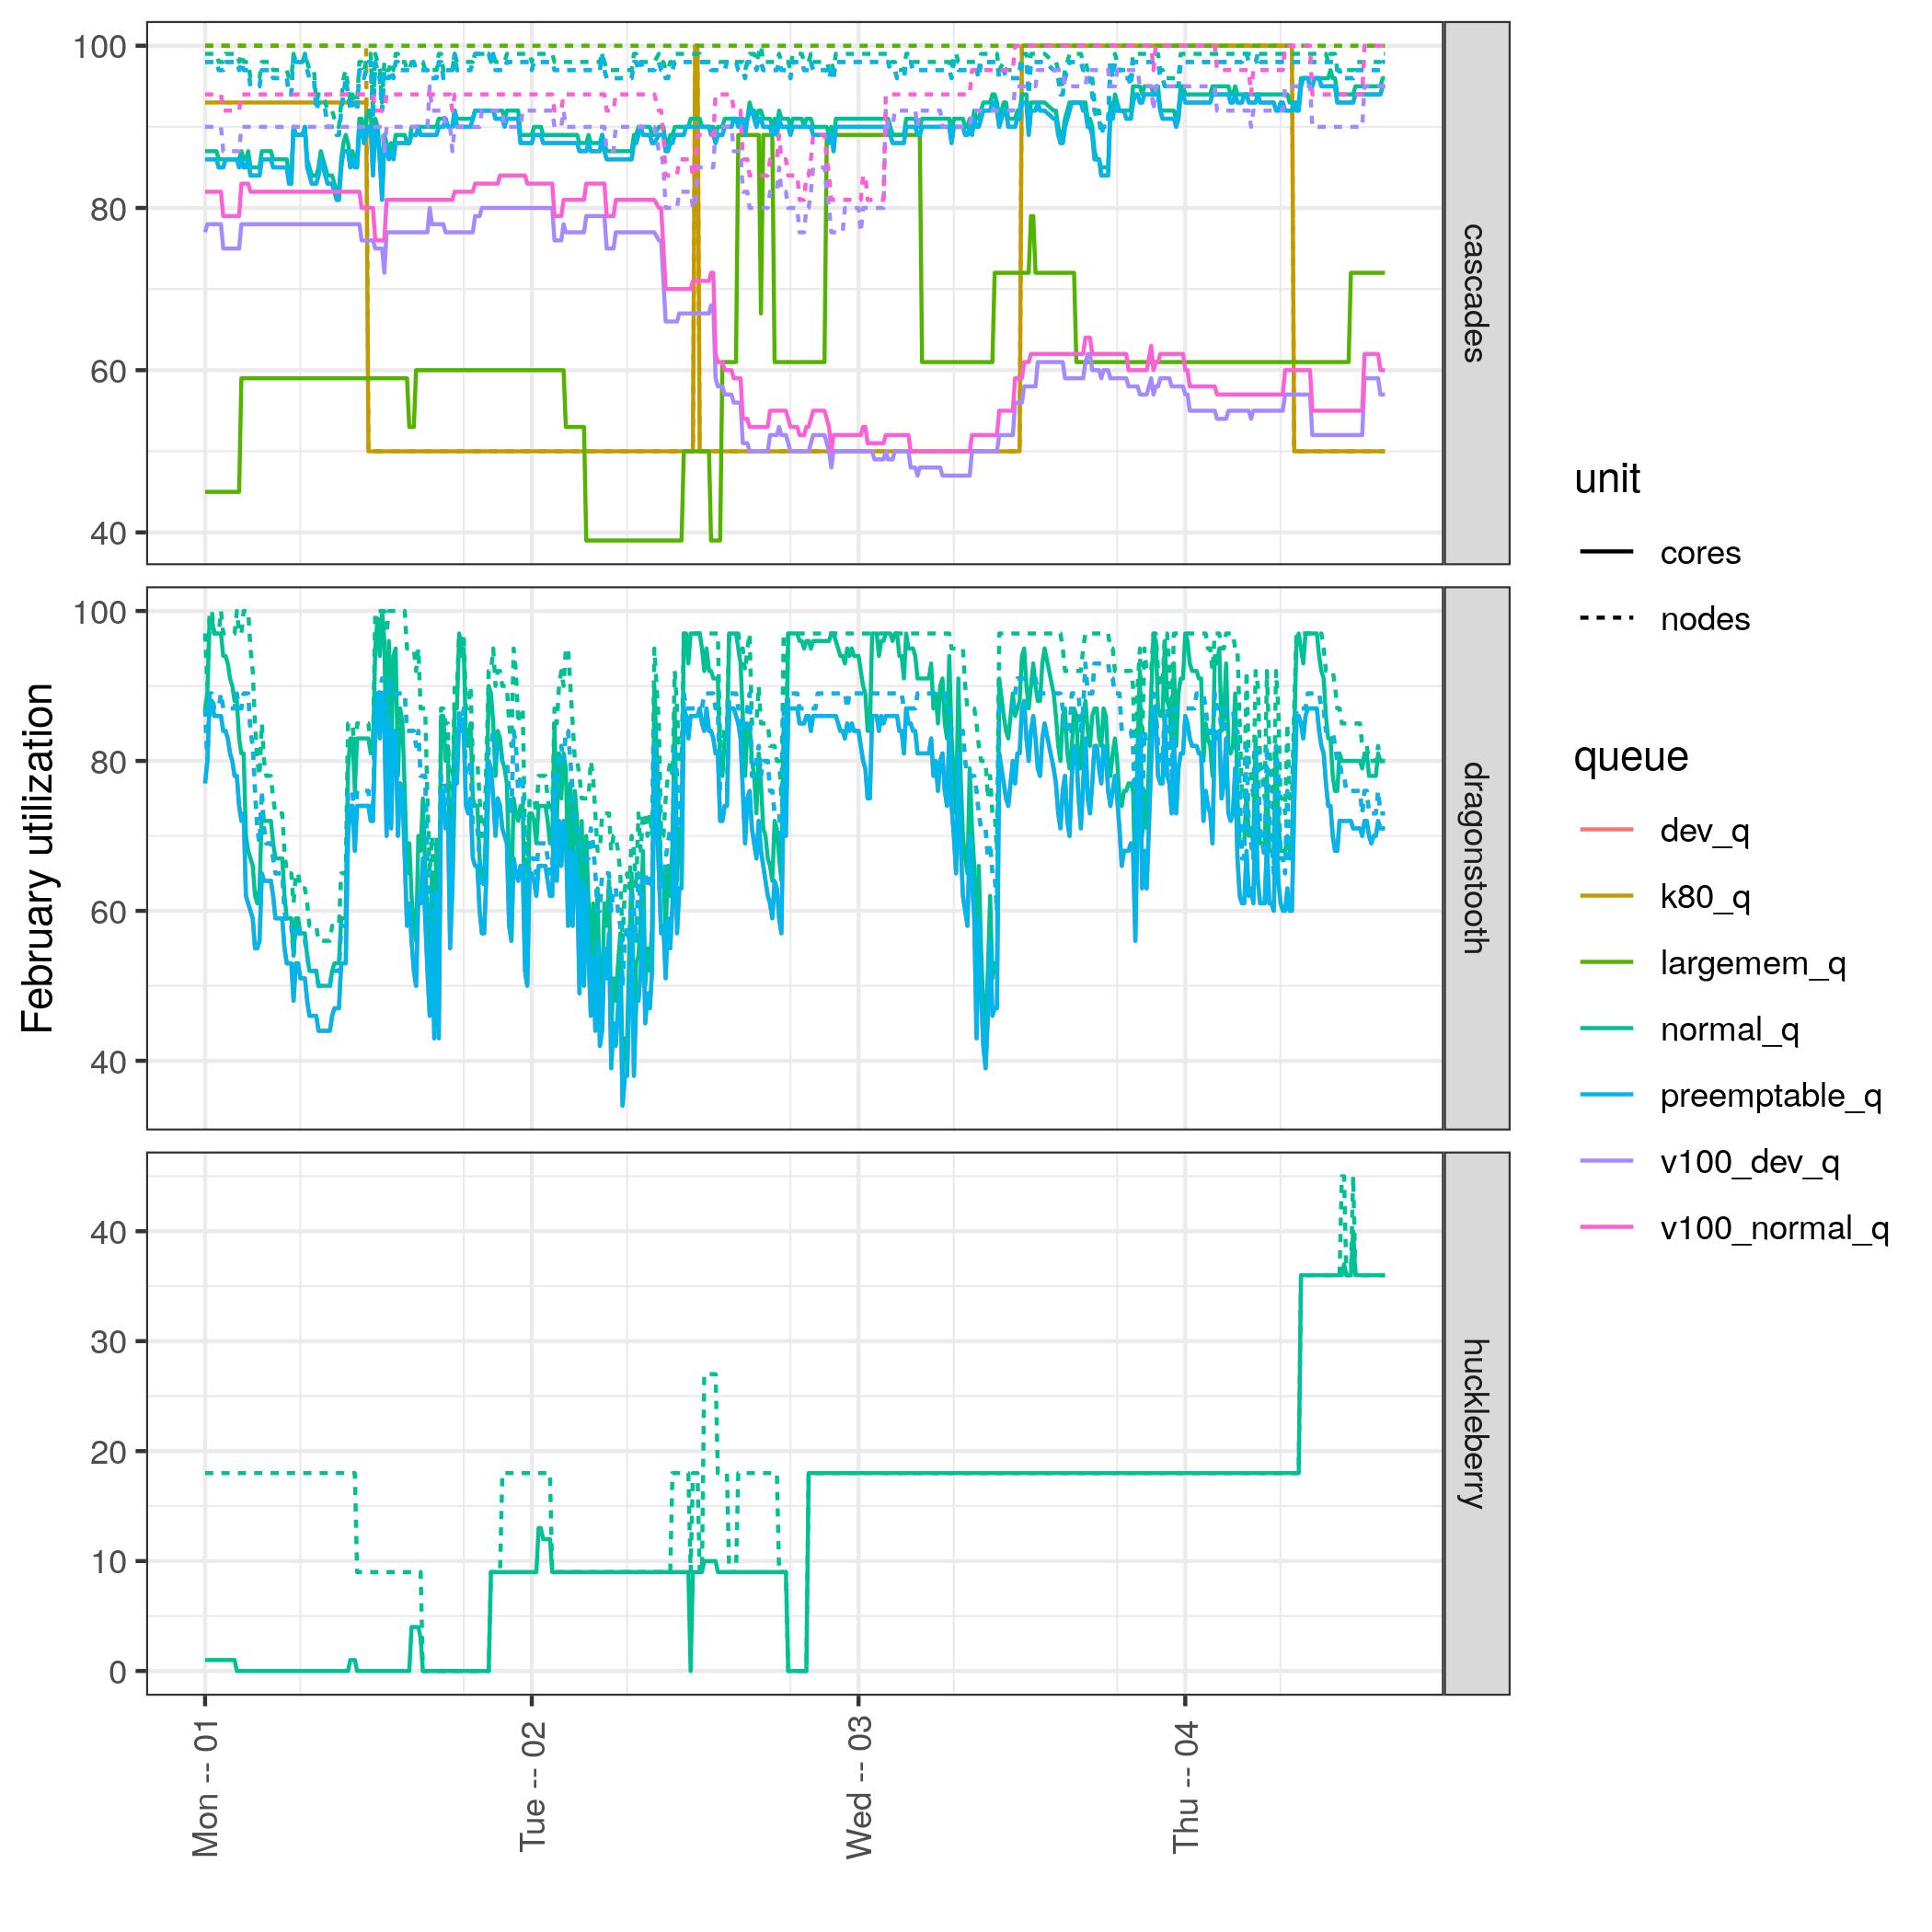 February utilization
100
80
60
40
cascades
100
80
60
40
dragonstooth
40
30
20
10
0
huckleberry
Mon -- 01
Tue -- 02
Wed -- 03
Thu -- 04
unit
cores
nodes
queue
dev_q
k80_q
largemem_q
normal_q
preemptable_q
v100_dev_q
v100_normal_q